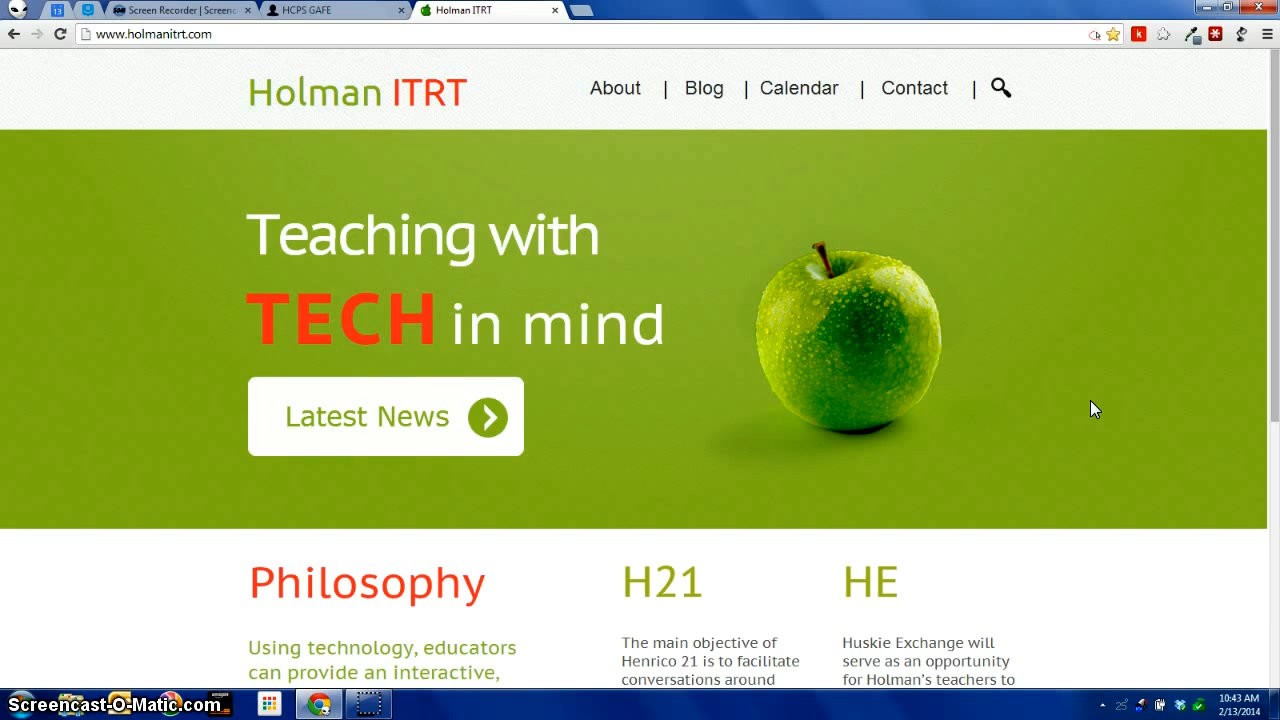 13
Screen Recorder | Screenc
HCPS GAFE
Holman ITRT
www.holmanitrt.com
k
Holman ITRT
About | Blog | Calendar | Contact |
Teaching with
TECH in mind
Latest News
Philosophy
H21
HE
Using technology, educators
can provide an interactive,
The main objective of
Henrico 21 is to facilitate
conversations around
Huskie Exchange will
serve as an opportunity
for Holman's teachers to
Screencast-O-Matic.com
10:43 AM
2/13/2014